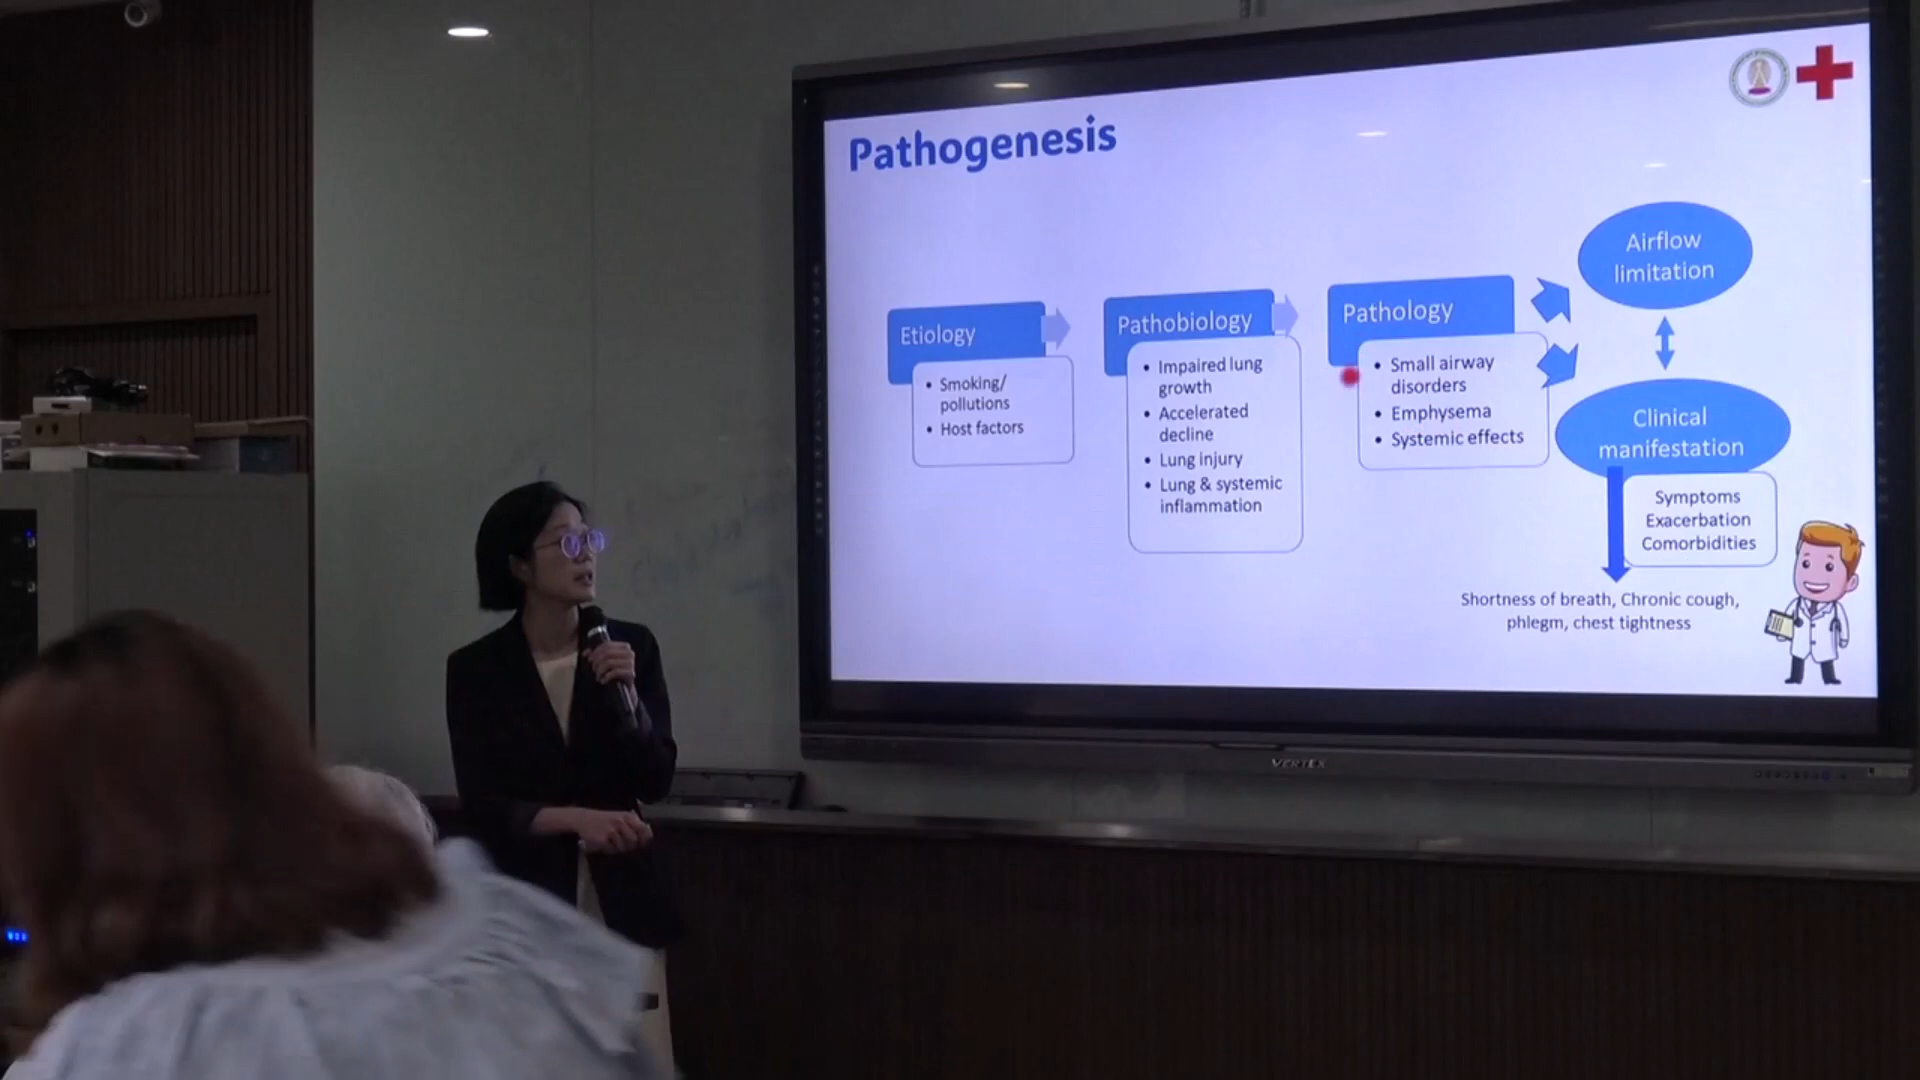 Pathogenesis
Etiology
• Smoking/
pollutions
• Host factors
Pathobiology
• Impaired lung
growth
• Accelerated
decline
• Lung injury
• Lung & systemic
inflammation
Pathology
• Small airway
disorders
• Emphysema
• Systemic effects
Airflow
limitation
Clinical
manifestation
Symptoms
Exacerbation
Comorbidities
Shortness of breath, Chronic cough,
phlegm, chest tightness
VERTEX